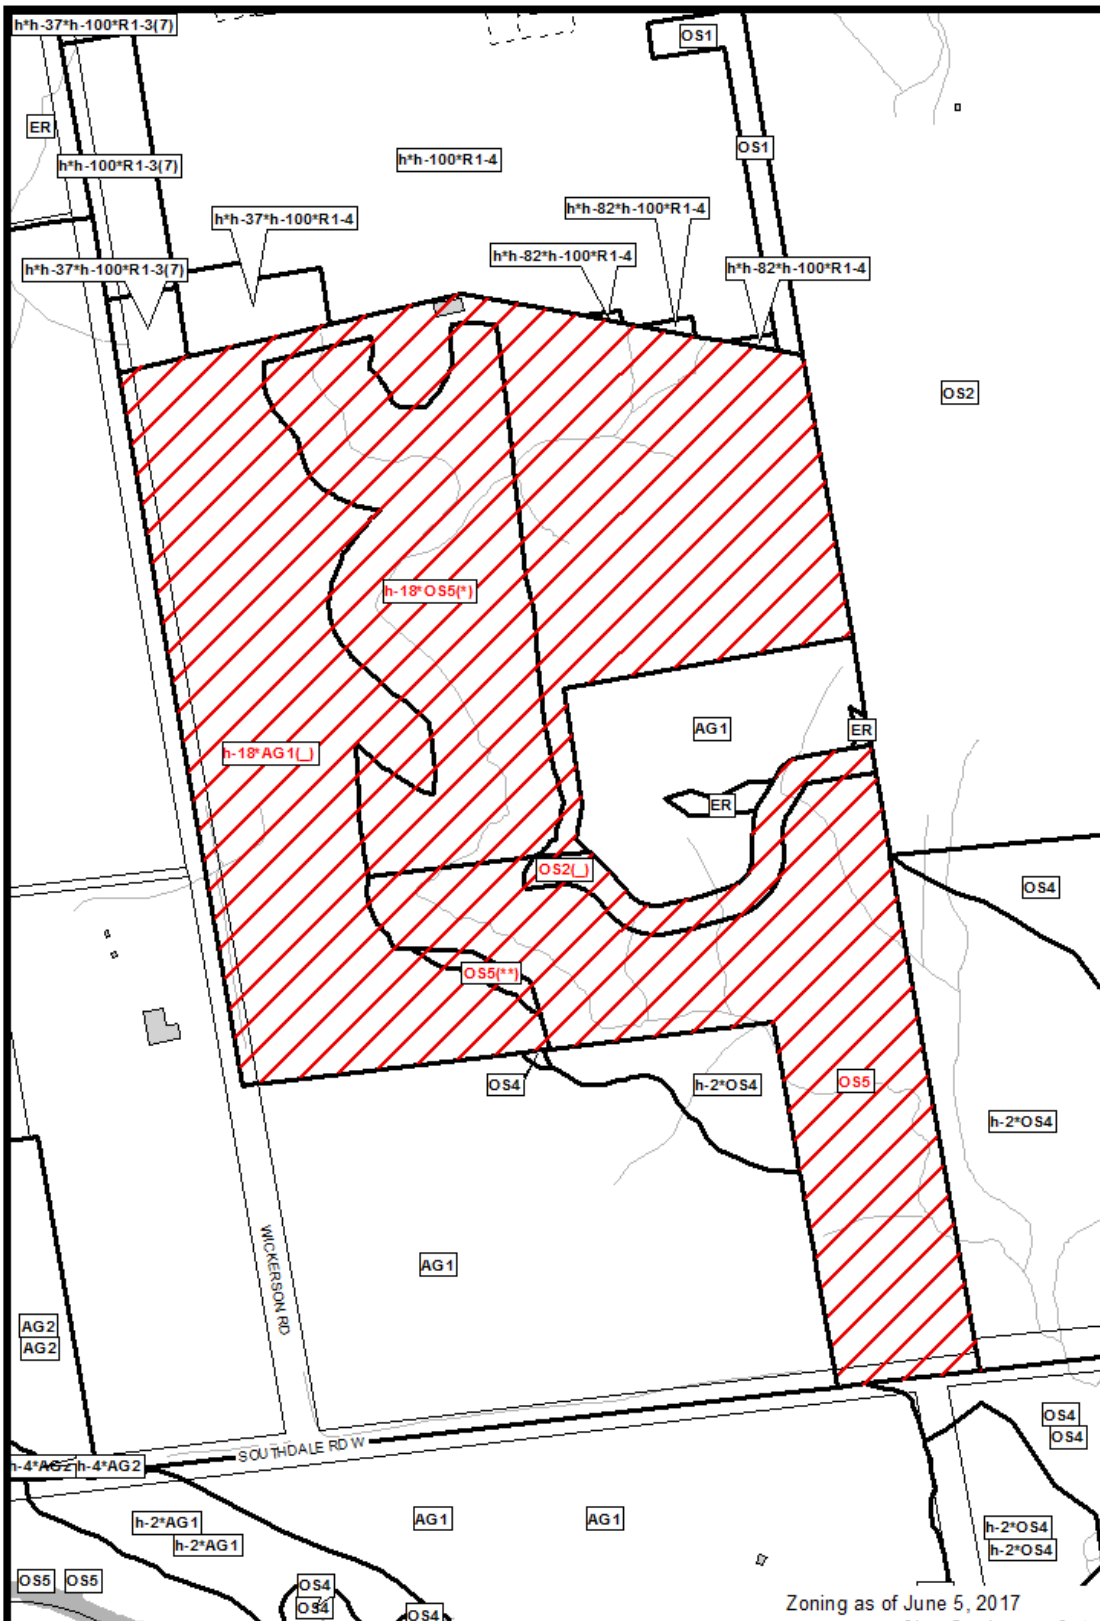 h*h-37*h-100*R1-3(7)
OS1
ER
OS1
h*h-100*R1-4
h*h-100*R1-3(7)
h*h-37*h-100*R1-4
h*h-82*h-100*R1-4
h*h-82*h-100*R1-4
h*h-37*h-100*R1-3(7)
h*h-82*h-100*R1-4
OS2
h-18*OS5(*)
AG1
ER
h-18*AG1(_)
ER
OS2(_)
OS4
OS5(**)
OS4
h-2*OS4
OS5
h-2*OS4
WICKERSON RD
AG1
AG2
AG2
OS4
OS4
SOUTHDALE RD W
h-4*AG2
h-4*AG2
h-2*AG1
AG1
AG1
h-2*OS4
h-2*AG1
h-2*OS4
OS5
OS5
OS4
OS4
OS4
Zoning as of June 5, 2017